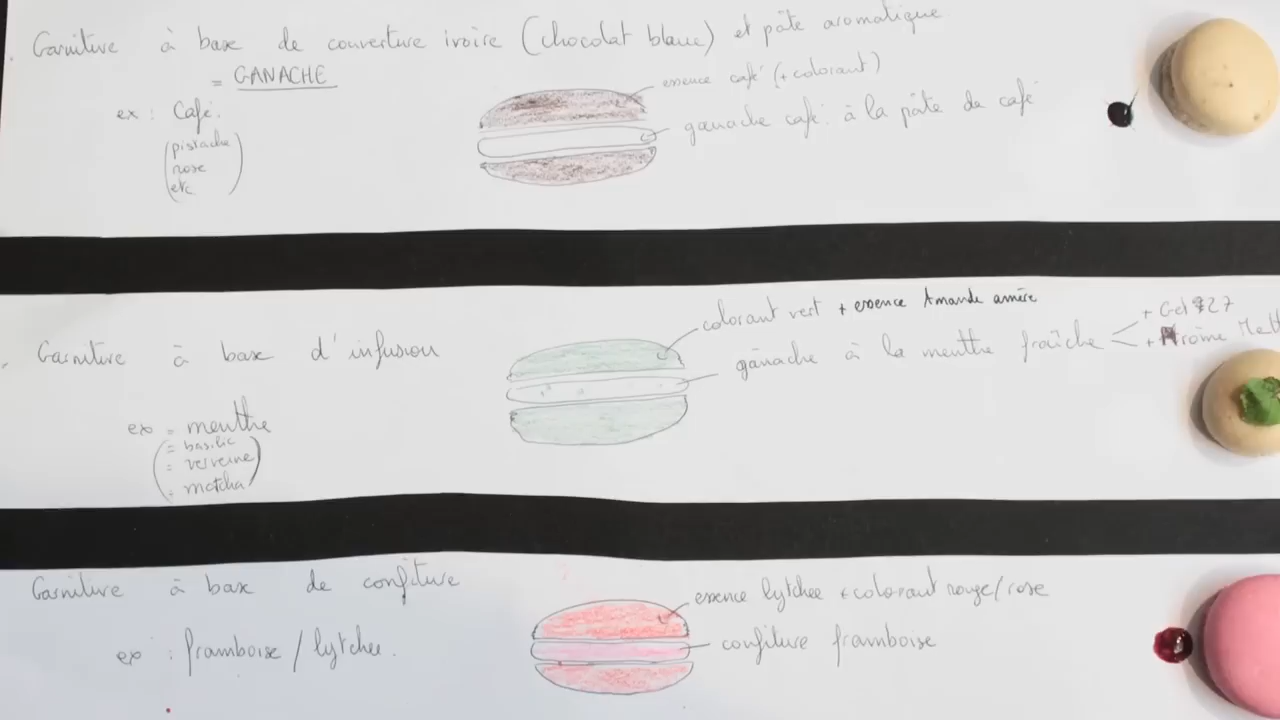 Garniture à base de couverture ivoire (chocolat blanc) et pâte aromatique
= GANACHE
essence café (+ colorant)
ex : Café.
ganache café : à la pâte de café
(pistache
rose
etc)
colorant vert + essence Amande amère
+ Get 27
Garniture à base d'infusion
ganache à la menthe fraîche
+ Arôme
ex = menthe
(= basilic
= verveine
= matcha)
Garniture à base de confiture
essence lytchee + colorant rouge/rose
ex : framboise / lytchee.
confiture framboise